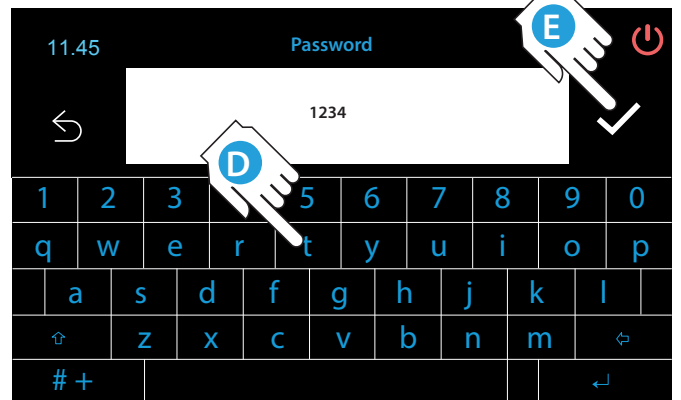 E
11.45 Password
1234
D
1 2 3 5 6 7 8 9 0
q w e r t y u i o p
a s d f g h j k l
z x c v b n m
# +